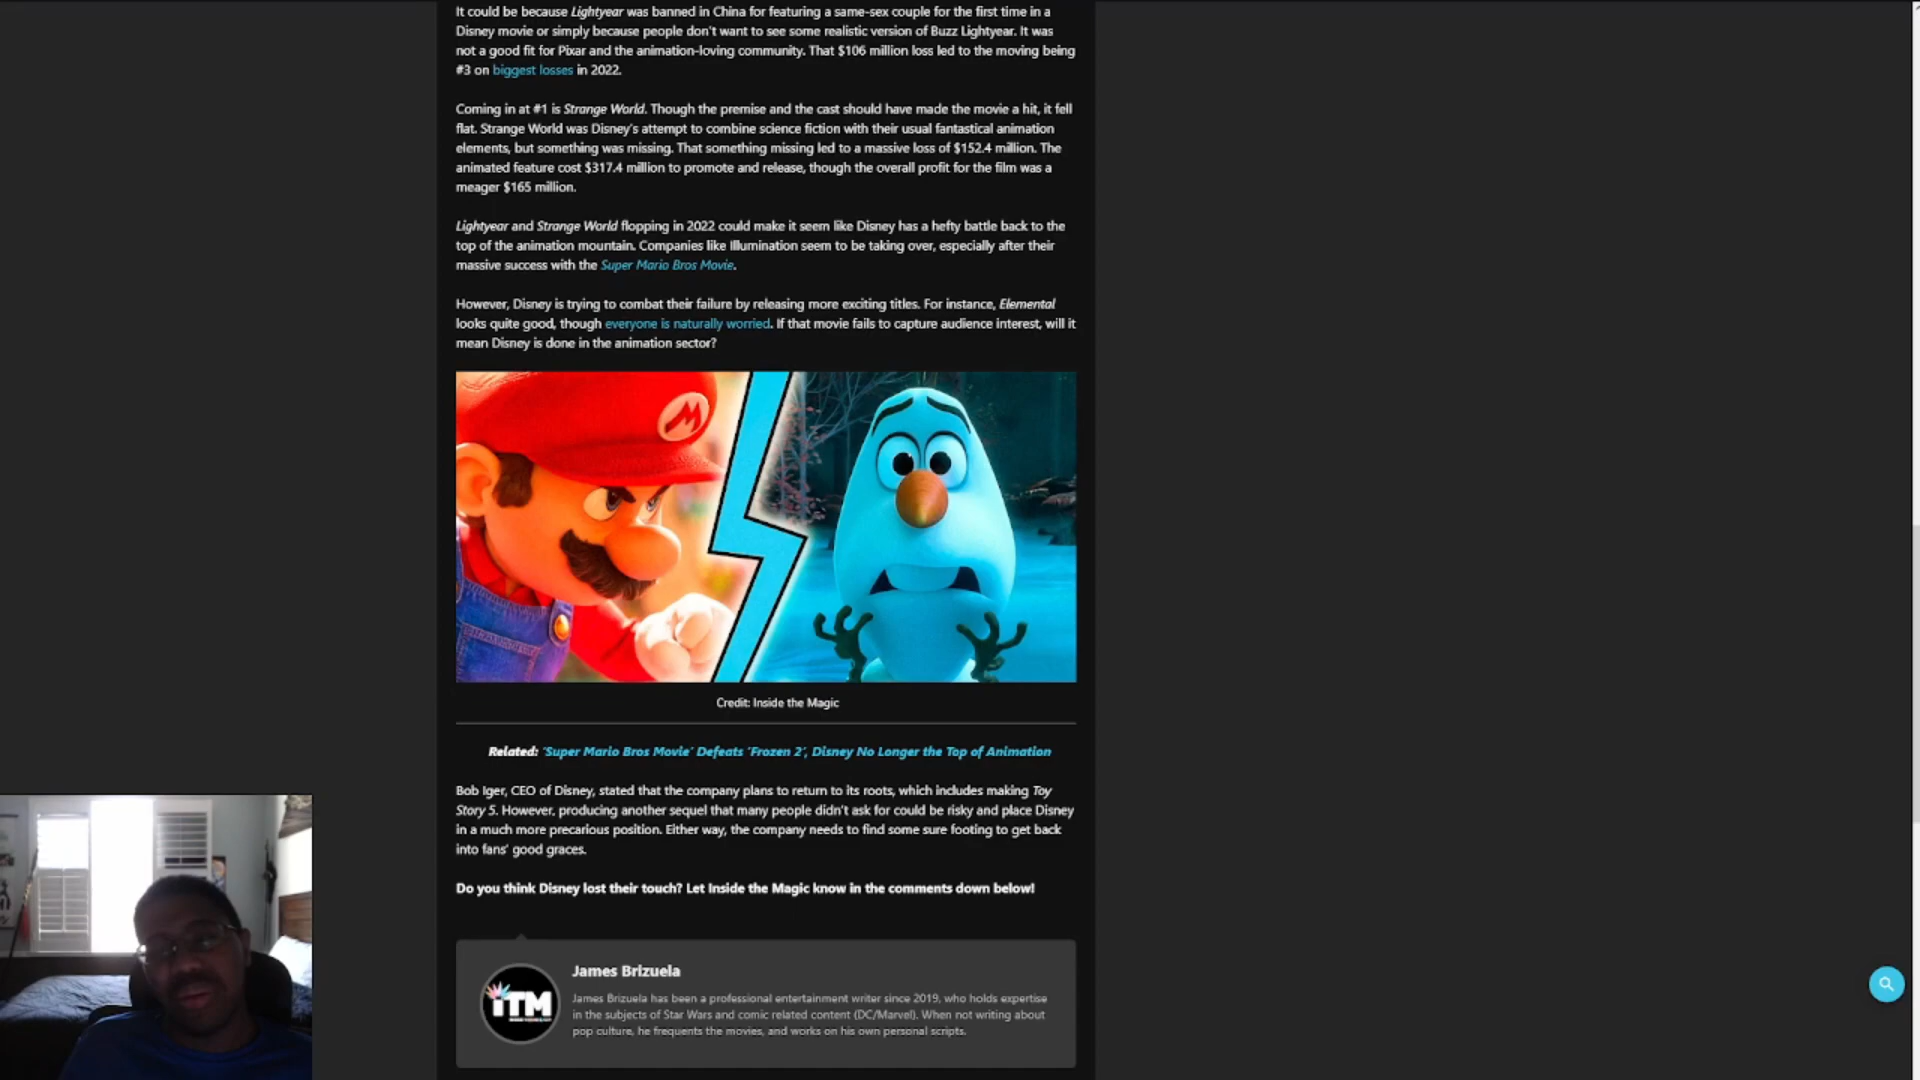 It could be because Lightyear was banned in China for featuring a same-sex couple for the first time in a
Disney movie or simply because people don't want to see some realistic version of Buzz Lightyear. It was
not a good fit for Pixar and the animation-loving community. That $106 million loss led to the moving being
#3 on biggest losses in 2022.
Coming in at #1 is Strange World. Though the premise and the cast should have made the movie a hit, it fell
flat. Strange World was Disney's attempt to combine science fiction with their usual fantastical animation
elements, but something was missing. That something missing led to a massive loss of $152.4 million. The
animated feature cost $317.4 million to promote and release, though the overall profit for the film was a
meager $165 million.
Lightyear and Strange World flopping in 2022 could make it seem like Disney has a hefty battle back to the
top of the animation mountain. Companies like Illumination seem to be taking over, especially after their
massive success with the Super Mario Bros Movie.
However, Disney is trying to combat their failure by releasing more exciting titles. For instance, Elemental
looks quite good, though everyone is naturally worried. If that movie fails to capture audience interest, will it
mean Disney is done in the animation sector?
M
Credit: Inside the Magic
Related: 'Super Mario Bros Movie' Defeats 'Frozen 2', Disney No Longer the Top of Animation
Bob Iger, CEO of Disney, stated that the company plans to return to its roots, which includes making Toy
Story 5. However, producing another sequel that many people didn't ask for could be risky and place Disney
in a much more precarious position. Either way, the company needs to find some sure footing to get back
into fans' good graces.
Do you think Disney lost their touch? Let Inside the Magic know in the comments down below!
James Brizuela
ITM
James Brizuela has been a professional entertainment writer since 2019, who holds expertise
in the subjects of Star Wars and comic related content (DC/Marvel). When not writing about
pop culture, he frequents the movies, and works on his own personal scripts.